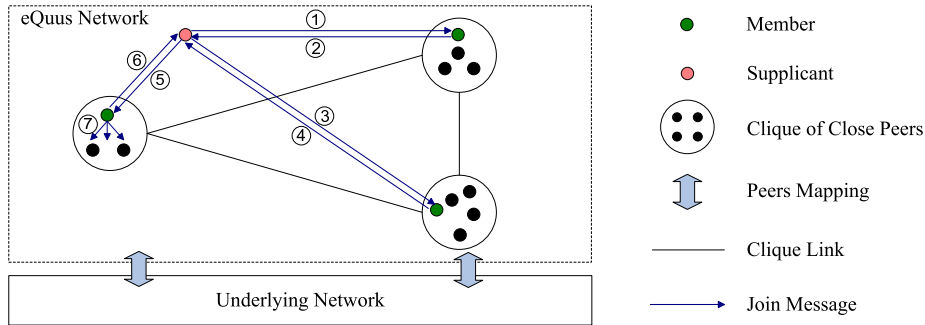 eQuus Network
①
②
③
④
⑤
⑥
⑦
Underlying Network
Member
Supplicant
Clique of Close Peers
Peers Mapping
Clique Link
Join Message